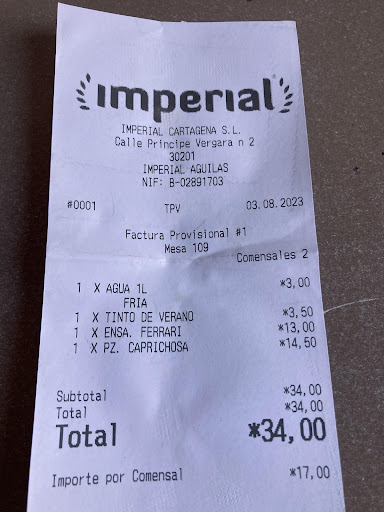 imperial®
IMPERIAL CARTAGENA S.L.
Calle Principe Vergara n 2
30201
IMPERIAL AGUILAS
NIF: B-02891703
#0001 TPV 03.08.2023
Factura Provisional #1
Mesa 109
Comensales 2
1 X AGUA 1L *3,00
FRIA
1 X TINTO DE VERANO *3,50
1 X ENSA. FERRARI *13,00
1 X PZ. CAPRICHOSA *14,50
Subtotal *34,00
Total *34,00
Total *34,00
Importe por Comensal *17,00